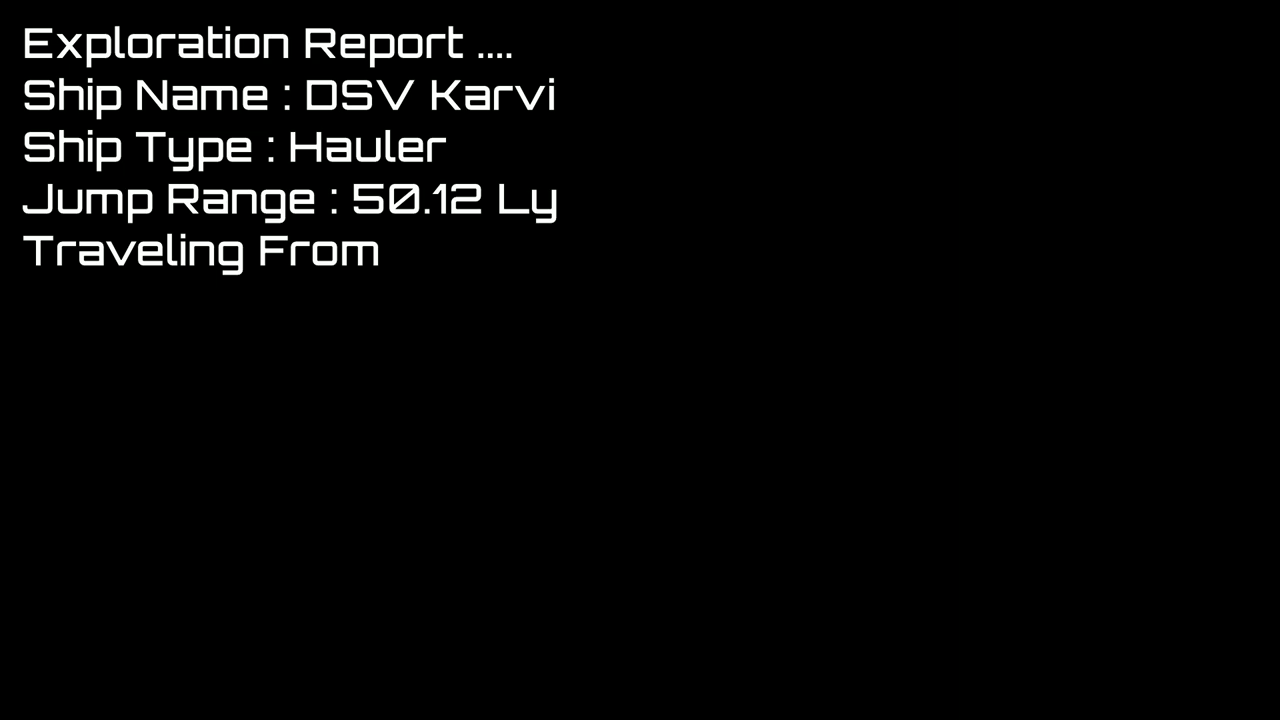 Exploration Report ....
Ship Name : DSV Karvi
Ship Type : Hauler
Jump Range : 50.12 Ly
Traveling From